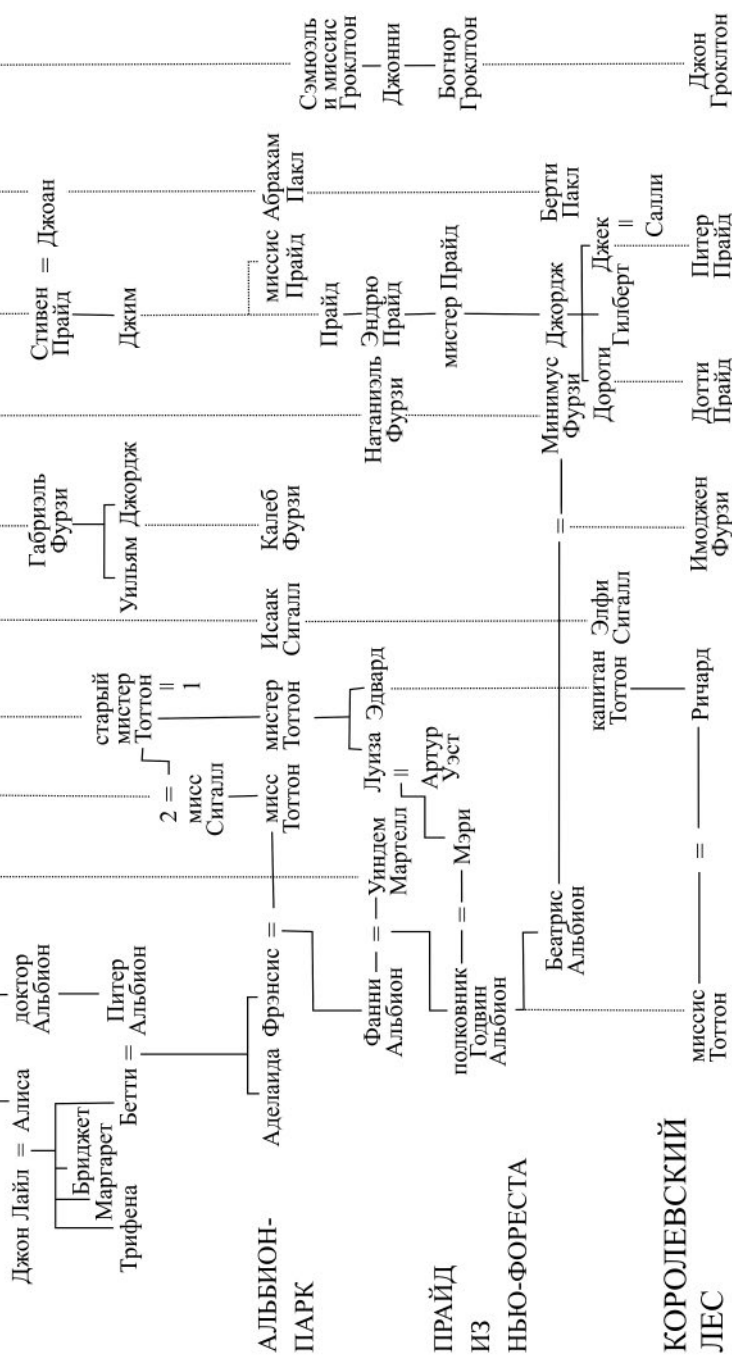 Джон Лайл = Алиса
доктор
Альбион
Габриэль
Фурзи
Стивен
Прайд
= Джоан
Бриджет
Маргарет
Трифена
Бетти =
Питер
Альбион
старый
мистер
Тоттон
Уильям Джордж
Джим
2 =
мисс
Сигалл
=
1
АЛЬБИОН-
ПАРК
Аделаида Фрэнсис =
мисс
Тоттон
мистер
Тоттон
Исаак
Сигалл
Калеб
Фурзи
миссис
Прайд
Абрахам
Пакл
Сэмюэль
и миссис
Гроклтон
Прайд
Фанни
Альбион
=
Уиндем
Мартелл
Луиза Эдвард
=
Артур
Уэст
Натаниэль
Фурзи
Эндрю
Прайд
Джонни
ПРАЙД
ИЗ
НЬЮ-ФОРЕСТА
полковник
Годвин
Альбион
=
Мэри
мистер Прайд
Богнор
Гроклтон
Беатрис
Альбион
=
Минимус
Фурзи
Джордж
Берти
Пакл
капитан
Тоттон
Элфи
Сигалл
Дороти
Гилберт
Джек
=
Салли
КОРОЛЕВСКИЙ
ЛЕС
миссис
Тоттон
=
Ричард
Имоджен
Фурзи
Дотти
Прайд
Питер
Прайд
Джон
Гроклтон